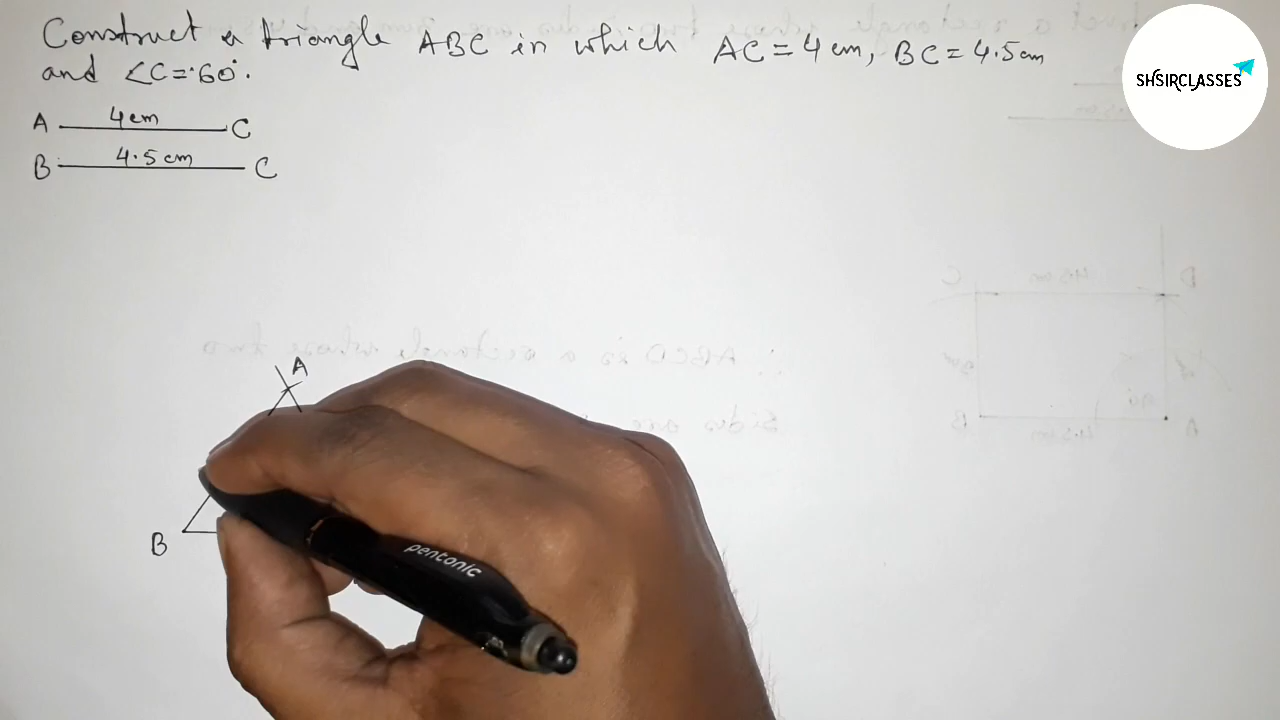 Construct a triangle ABC in which AC = 4 cm, BC = 4.5 cm
and ∠C = 60°.
A 4 cm C
B 4.5 cm C
SHSIRCLASSES
A
B
pentonic